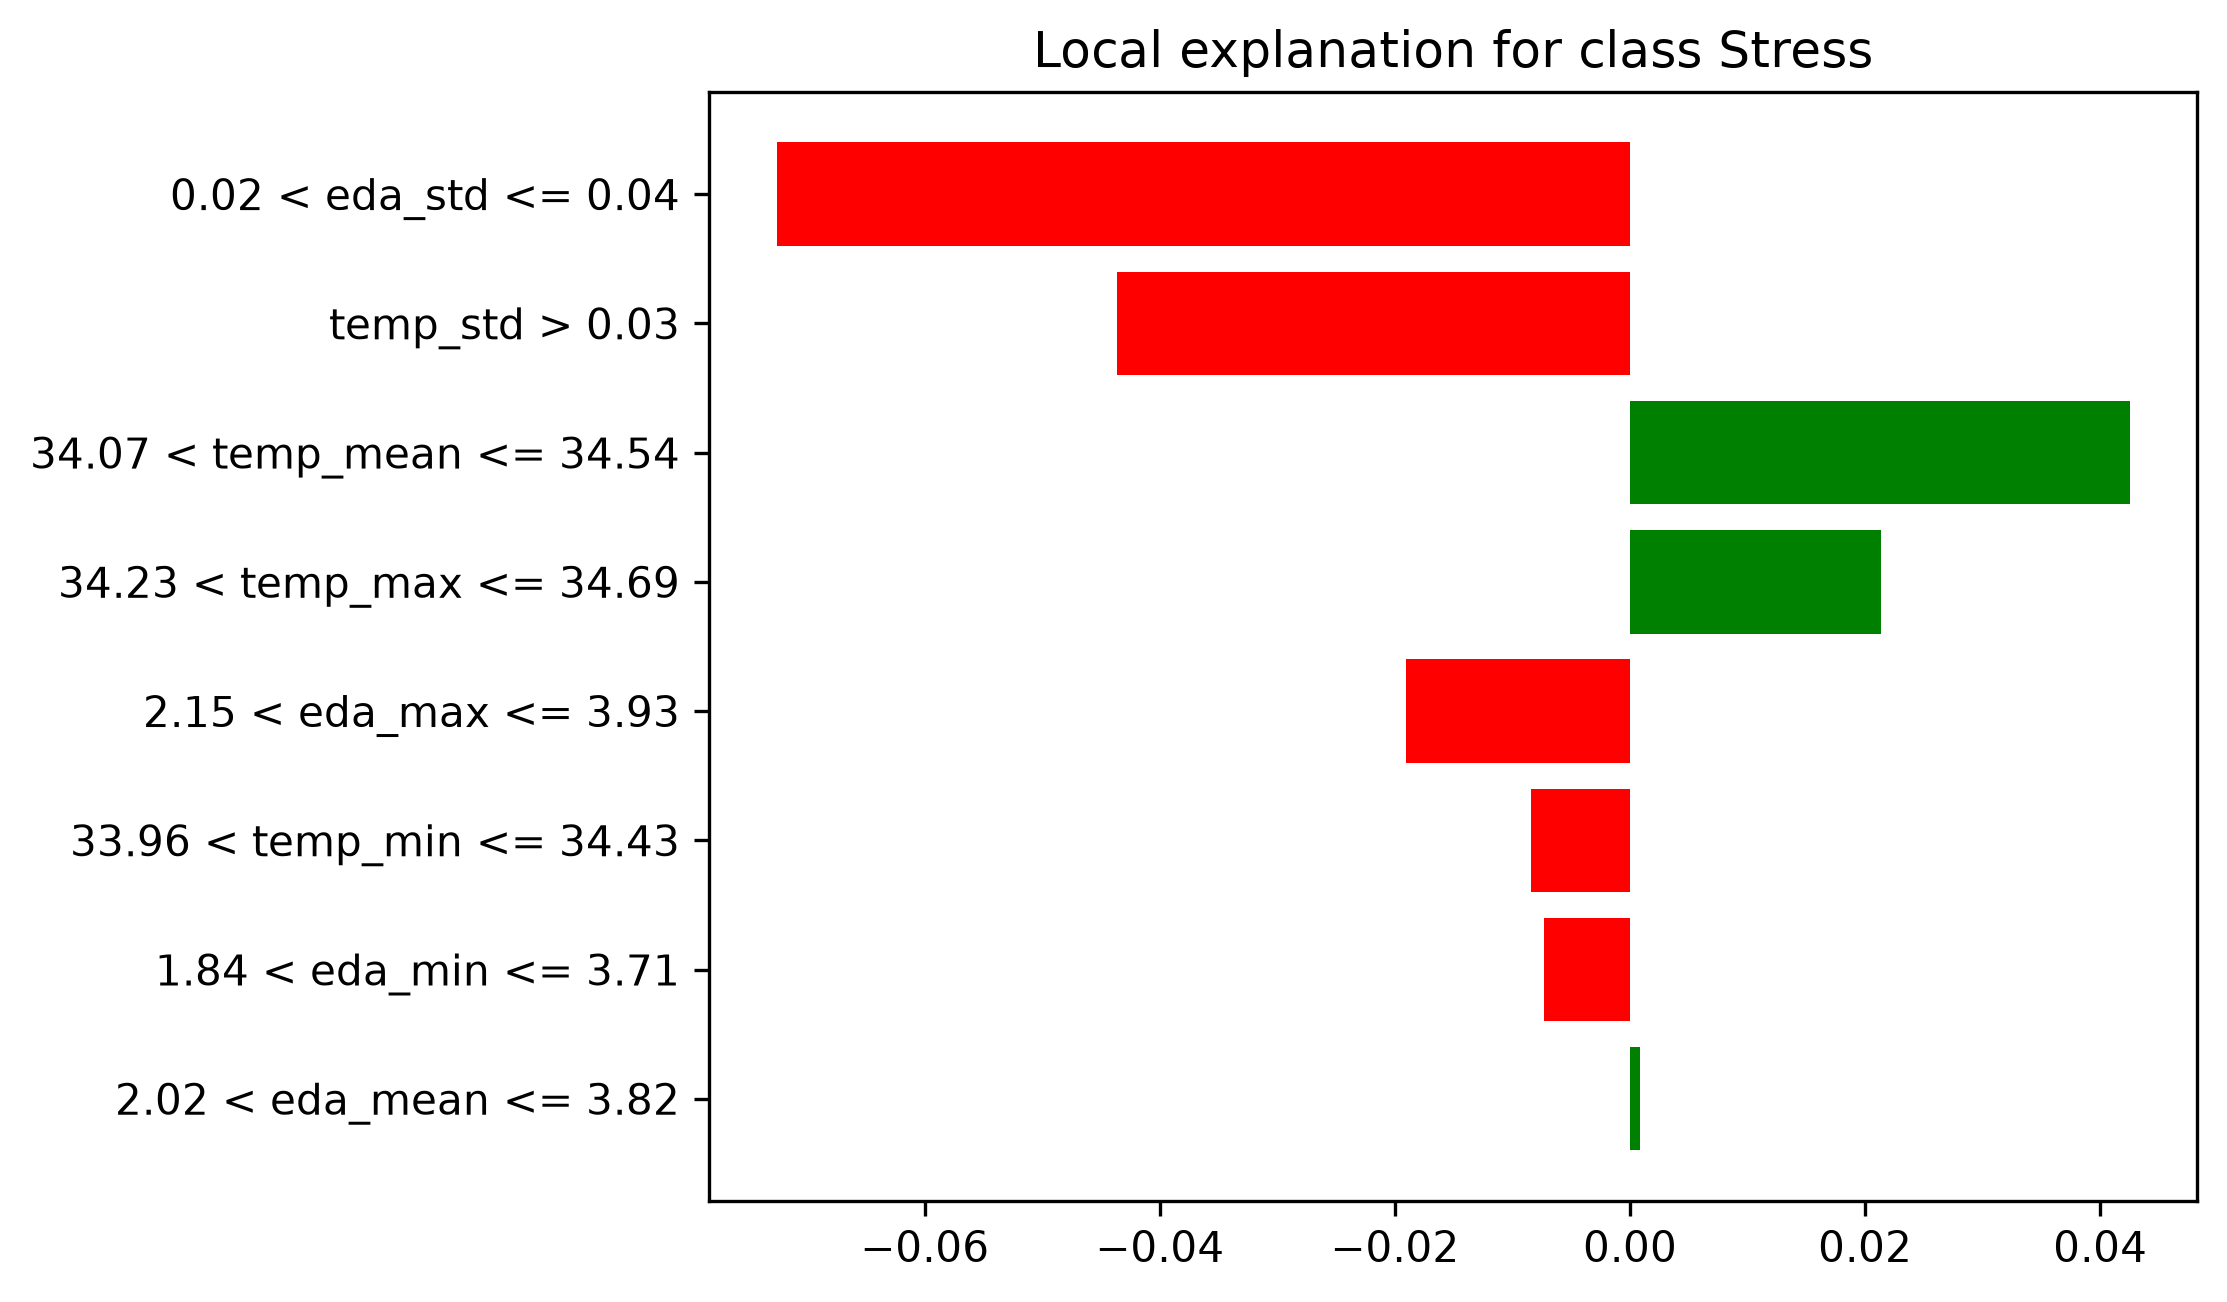 Local explanation for class Stress
0.02 < eda_std <= 0.04
temp_std > 0.03
34.07 < temp_mean <= 34.54
34.23 < temp_max <= 34.69
2.15 < eda_max <= 3.93
33.96 < temp_min <= 34.43
1.84 < eda_min <= 3.71
2.02 < eda_mean <= 3.82
−0.06 −0.04 −0.02 0.00 0.02 0.04